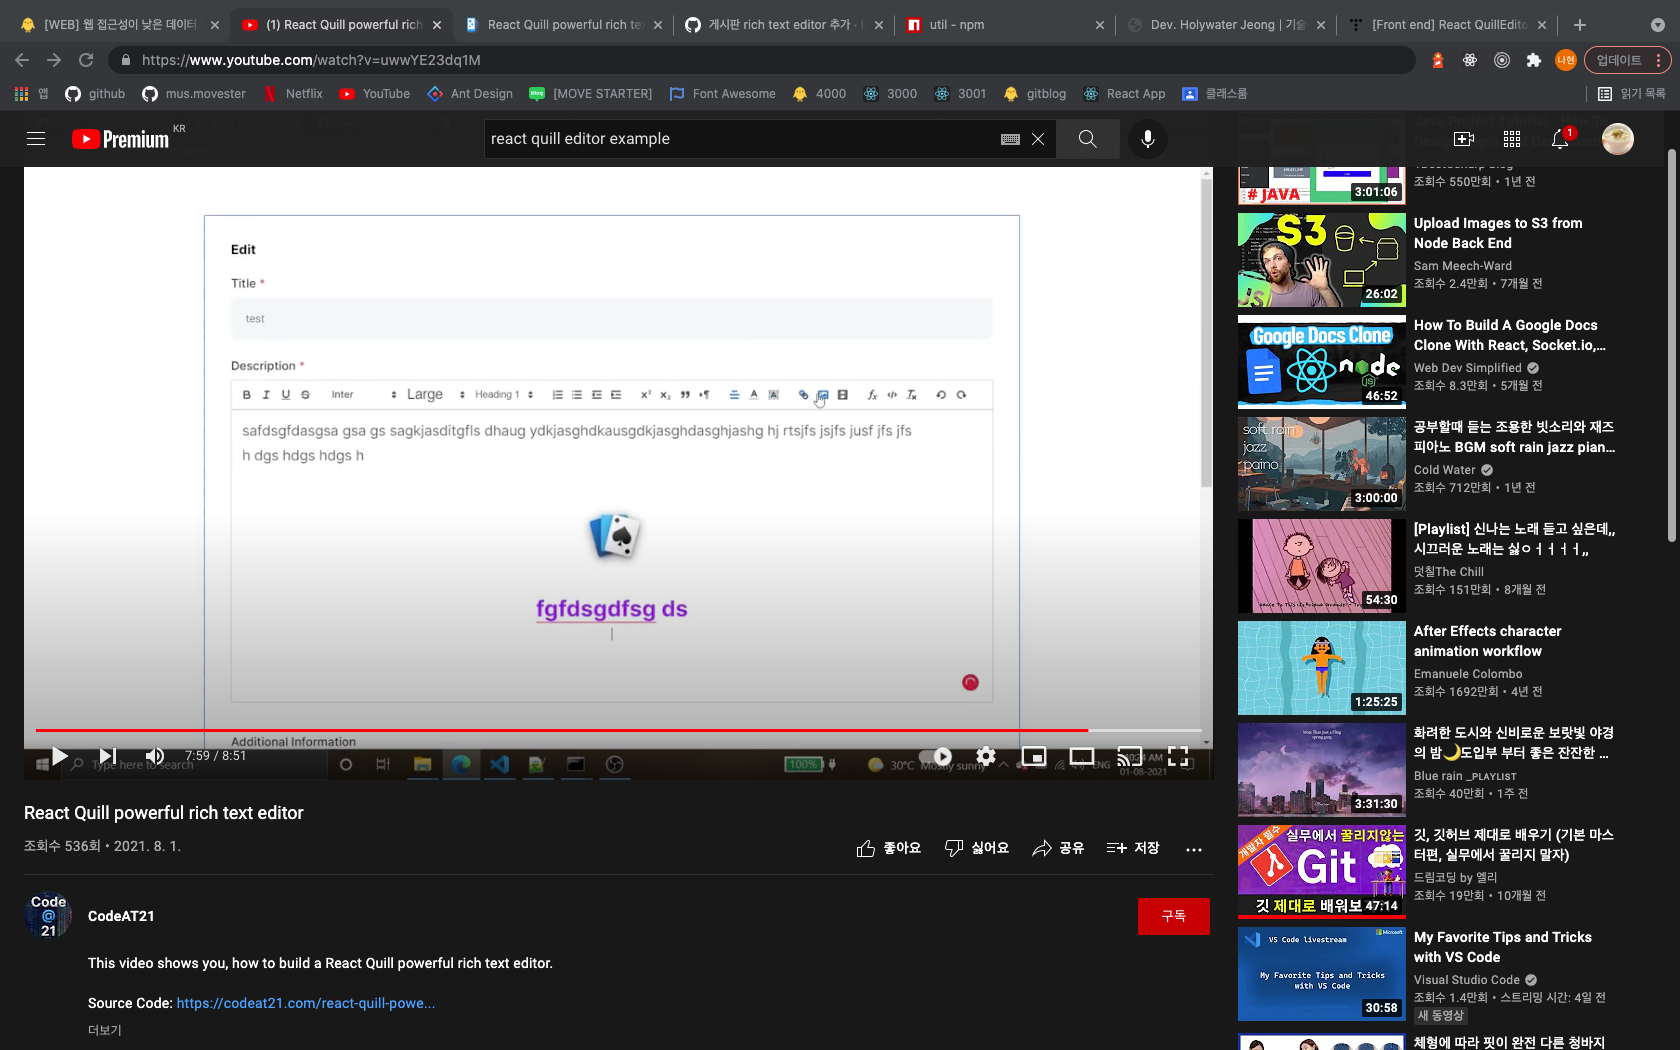 [WEB] 웹 접근성이 낮은 데이터
(1) React Quill powerful rich
React Quill powerful rich te
게시판 rich text editor 추가 ·
util - npm
Dev. Holywater Jeong | 기술
[Front end] React QuillEdito
https://www.youtube.com/watch?v=uwwYE23dq1M
나현
업데이트
앱
github
mus.movester
Netflix
YouTube
Ant Design
[MOVE STARTER]
Font Awesome
4000
3000
3001
gitblog
React App
클래스룸
읽기 목록
Premium KR
react quill editor example
1
Edit
Title *
test
Description *
B I U S Inter Large Heading 1
safdsgfdasgsa gsa gs sagkjasditgfls dhaug ydkjasghdkausgdkjasghdasghjashg hj rtsjfs jsjfs jusf jfs jfs
h dgs hdgs hdgs h
fgfdsgdfsg ds
Additional Information
7:59 / 8:51
Type here to search
100%
30°C Mostly sunny
ENG
01-08-2021
React Quill powerful rich text editor
조회수 536회 • 2021. 8. 1.
좋아요
싫어요
공유
저장
Code
@
21
CodeAT21
구독
This video shows you, how to build a React Quill powerful rich text editor.
Source Code: https://codeat21.com/react-quill-powe...
더보기
# JAVA
3:01:06
조회수 550만회 • 1년 전
S3
JS
26:02
Upload Images to S3 from
Node Back End
Sam Meech-Ward
조회수 2.4만회 • 7개월 전
Google Docs Clone
node
46:52
How To Build A Google Docs
Clone With React, Socket.io,...
Web Dev Simplified
조회수 8.3만회 • 5개월 전
soft rain
jazz
paino
3:00:00
공부할때 듣는 조용한 빗소리와 재즈
피아노 BGM soft rain jazz pian...
Cold Water
조회수 712만회 • 1년 전
54:30
[Playlist] 신나는 노래 듣고 싶은데,,
시끄러운 노래는 싫ㅇㅓㅓㅓㅓ,,
덧칠The Chill
조회수 151만회 • 8개월 전
1:25:25
After Effects character
animation workflow
Emanuele Colombo
조회수 1692만회 • 4년 전
3:31:30
화려한 도시와 신비로운 보랏빛 야경
의 밤🌙도입부 부터 좋은 잔잔한 ...
Blue rain _PLAYLIST
조회수 40만회 • 1주 전
개발자 필수
실무에서 꿀리지않는
Git
깃 제대로 배워보
47:14
깃, 깃허브 제대로 배우기 (기본 마스
터편, 실무에서 꿀리지 말자)
드림코딩 by 엘리
조회수 19만회 • 10개월 전
VS Code livestream
Microsoft
My Favorite Tips and Tricks
with VS Code
30:58
My Favorite Tips and Tricks
with VS Code
Visual Studio Code
조회수 1.4만회 • 스트리밍 시간: 4일 전
새 동영상
체형에 따라 핏이 완전 다른 청바지